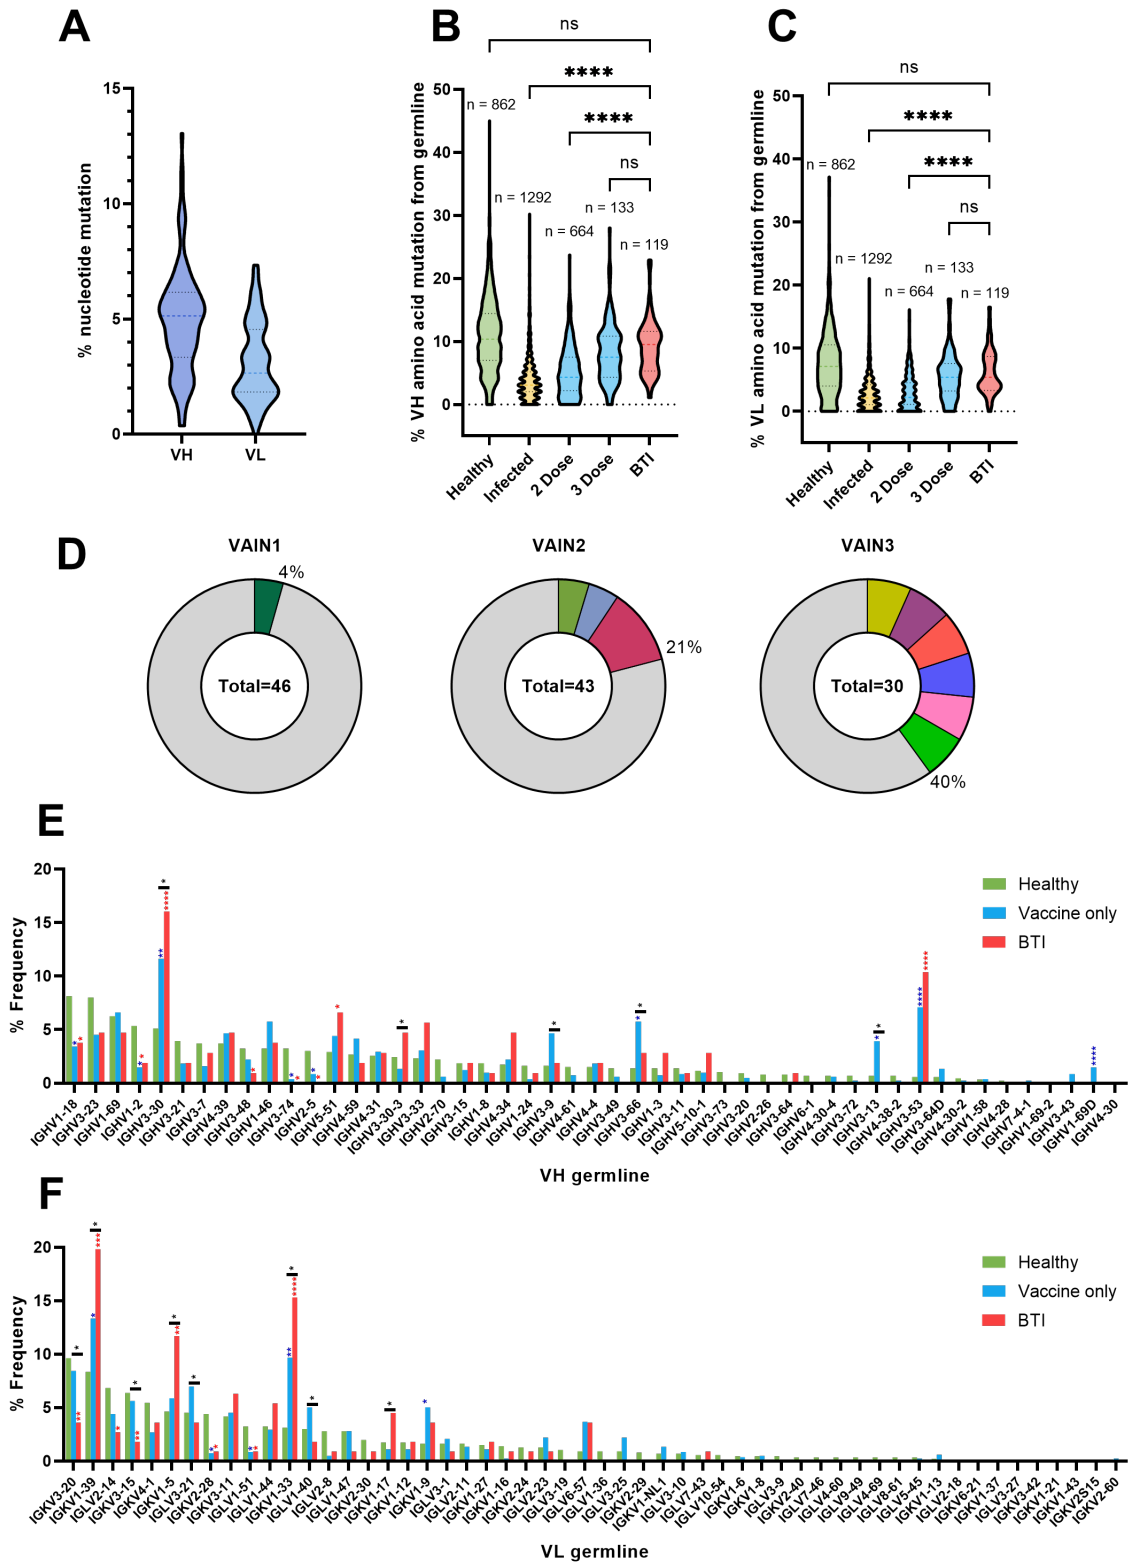 A
% nucleotide mutation
15
10
5
0
VH
VL
B
% VH amino acid mutation from germline
50
40
30
20
10
0
ns
****
****
ns
n = 862
n = 1292
n = 664
n = 133
n = 119
Healthy
Infected
2 Dose
3 Dose
BTI
C
% VL amino acid mutation from germline
50
40
30
20
10
0
ns
****
****
ns
n = 862
n = 1292
n = 664
n = 133
n = 119
Healthy
Infected
2 Dose
3 Dose
BTI
D
VAIN1
4%
Total=46
VAIN2
21%
Total=43
VAIN3
40%
Total=30
E
% Frequency
20
15
10
5
0
Healthy
Vaccine only
BTI
IGHV1-18
IGHV3-23
IGHV1-69
IGHV1-2
IGHV3-30
IGHV3-21
IGHV3-7
IGHV4-39
IGHV3-48
IGHV1-46
IGHV3-74
IGHV2-5
IGHV5-51
IGHV4-59
IGHV4-31
IGHV3-30-3
IGHV3-33
IGHV2-70
IGHV3-15
IGHV1-8
IGHV4-34
IGHV1-24
IGHV3-9
IGHV4-61
IGHV4-4
IGHV3-49
IGHV3-66
IGHV1-3
IGHV3-11
IGHV5-10-1
IGHV3-73
IGHV3-20
IGHV2-26
IGHV3-64
IGHV6-1
IGHV4-30-4
IGHV3-72
IGHV3-13
IGHV4-38-2
IGHV3-53
IGHV3-64D
IGHV4-30-2
IGHV1-58
IGHV4-28
IGHV7-4-1
IGHV1-69-2
IGHV3-43
IGHV1-69D
IGHV4-30
VH germline
F
% Frequency
20
15
10
5
0
Healthy
Vaccine only
BTI
IGKV3-20
IGKV1-39
IGLV2-14
IGKV3-15
IGKV4-1
IGKV1-5
IGLV3-21
IGKV2-28
IGKV3-11
IGLV1-51
IGLV1-44
IGKV1-33
IGLV1-40
IGLV2-8
IGLV1-47
IGKV2-30
IGKV1-17
IGKV1-12
IGKV1-9
IGLV3-1
IGLV2-11
IGKV1-27
IGKV1-16
IGKV2-24
IGLV2-23
IGLV3-19
IGLV6-57
IGLV1-36
IGLV3-25
IGKV2-29
IGKV1-NL1
IGLV3-10
IGLV7-43
IGLV10-54
IGKV1-6
IGKV1-8
IGLV3-9
IGKV2-40
IGLV7-46
IGLV4-60
IGLV9-49
IGLV4-69
IGLV8-61
IGLV5-45
IGKV1-13
IGLV2-18
IGKV6-21
IGKV1-37
IGLV3-27
IGKV3-42
IGKV1-21
IGKV1-43
IGKV2S15
IGKV2-60
VL germline